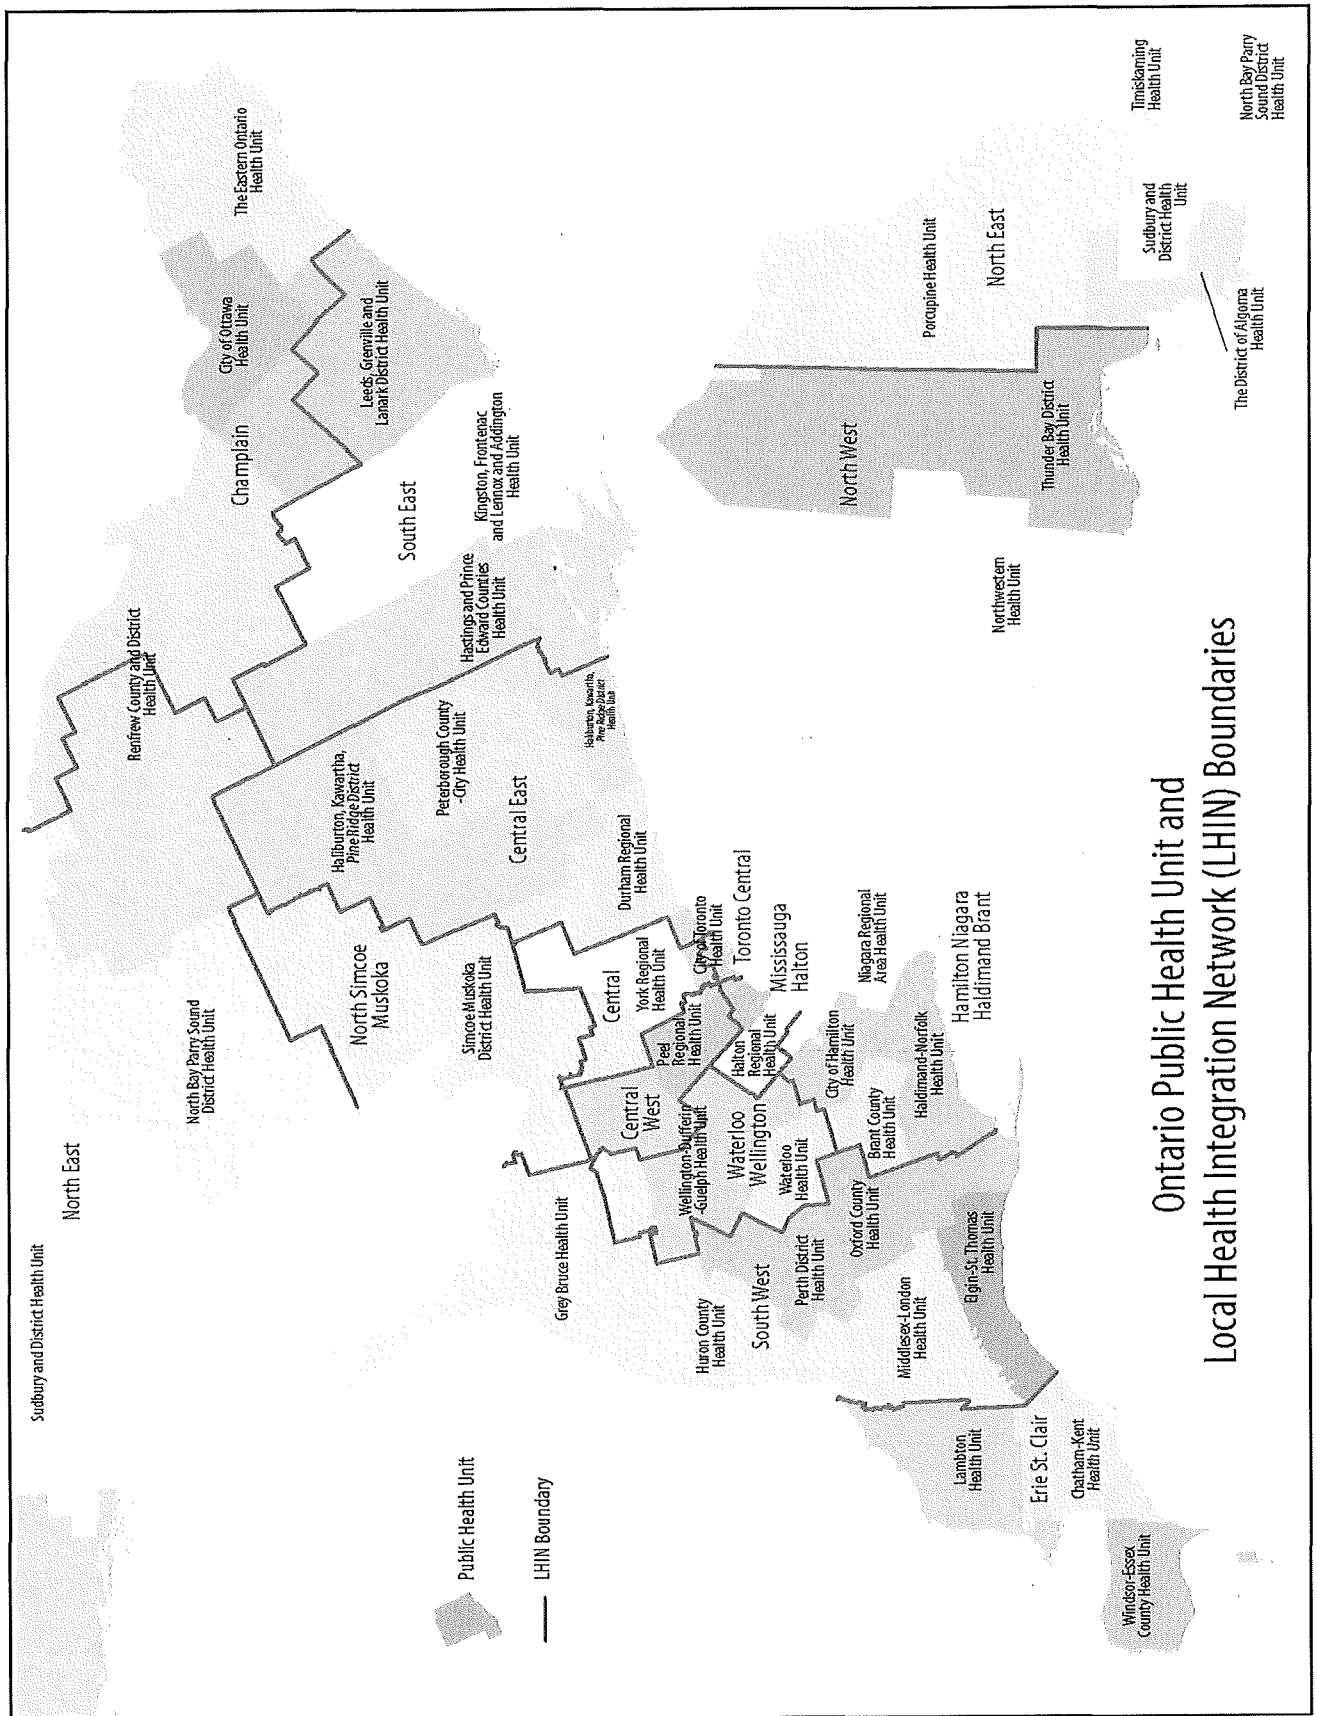 Sudbury and District Health Unit
North East
North Bay Parry Sound
District Health Unit
Renfrew County and District
Health Unit
Champlain
City of Ottawa
Health Unit
The Eastern Ontario
Health Unit
Leeds, Grenville and
Lanark District Health Unit
South East
Kingston, Frontenac
and Lennox and Addington
Health Unit
Hastings and Prince
Edward Counties
Health Unit
Haliburton, Kawartha,
Pine Ridge District
Health Unit
Peterborough County
-City Health Unit
Haliburton, Kawartha,
Pine Ridge District
Health Unit
Central East
Durham Regional
Health Unit
North Simcoe
Muskoka
Simcoe Muskoka
District Health Unit
Central
York Regional
Health Unit
City of Toronto
Health Unit
Toronto Central
Mississauga
Halton
Peel
Regional
Health Unit
Halton
Regional
Health Unit
Central
West
Wellington-Dufferin
-Guelph Health Unit
Waterloo
Wellington
Waterloo
Health Unit
Grey Bruce Health Unit
Huron County
Health Unit
South West
Perth District
Health Unit
Oxford County
Health Unit
Brant County
Health Unit
City of Hamilton
Health Unit
Niagara Regional
Area Health Unit
Haldimand-Norfolk
Health Unit
Hamilton Niagara
Haldimand Brant
Middlesex-London
Health Unit
Elgin-St. Thomas
Health Unit
Lambton
Health Unit
Erie St. Clair
Chatham-Kent
Health Unit
Windsor-Essex
County Health Unit
Public Health Unit
LHIN Boundary
Northwestern
Health Unit
North West
Thunder Bay District
Health Unit
Porcupine Health Unit
North East
Timiskaming
Health Unit
Sudbury and
District Health
Unit
North Bay Parry
Sound District
Health Unit
The District of Algoma
Health Unit
Ontario Public Health Unit and
Local Health Integration Network (LHIN) Boundaries